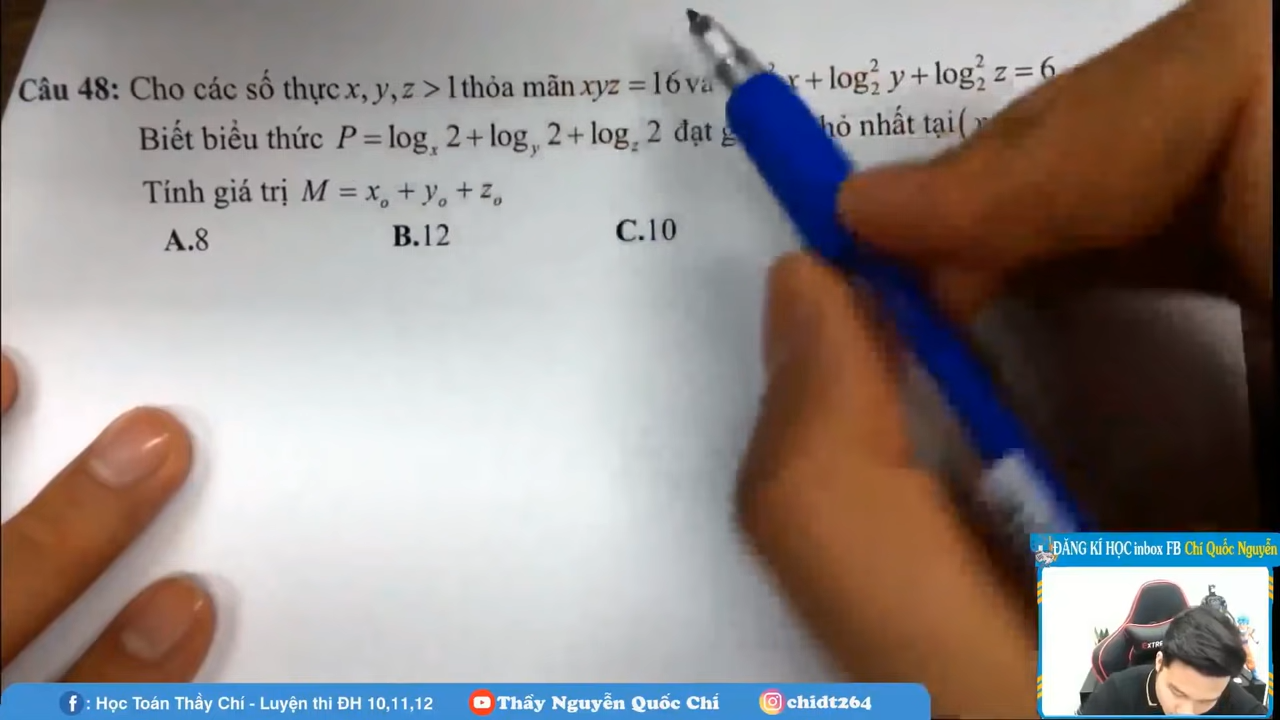 Câu 48: Cho các số thực x, y, z > 1 thỏa mãn xyz = 16 và x + log₂² y + log₂² z = 6
Biết biểu thức P = logₓ 2 + log_y 2 + log_z 2 đạt nhất tại (
Tính giá trị M = xₒ + yₒ + zₒ
A.8 B.12 C.10
ĐĂNG KÍ HỌC inbox FB Chí Quốc Nguyễn
: Học Toán Thầy Chí - Luyện thi ĐH 10,11,12 Thầy Nguyễn Quốc Chí chidt264